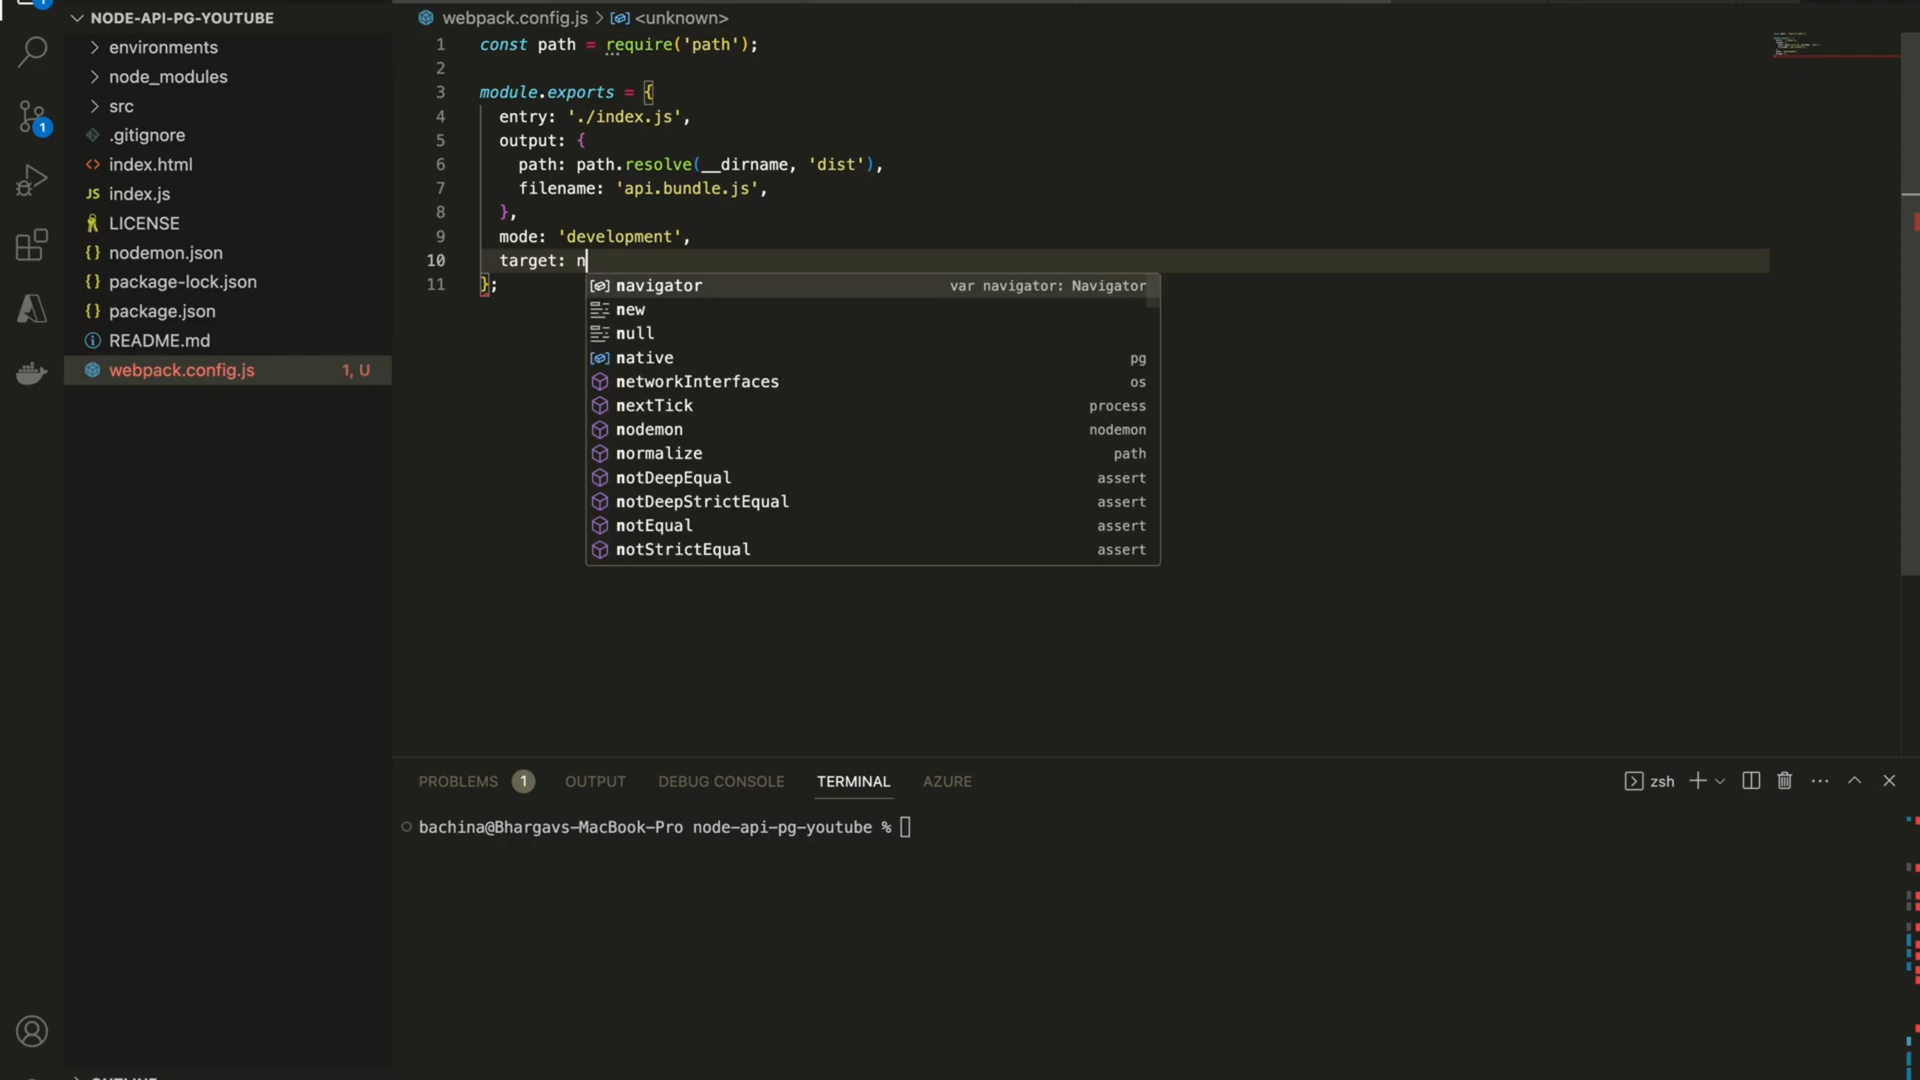 NODE-API-PG-YOUTUBE
environments
node_modules
src
.gitignore
index.html
JS index.js
LICENSE
{} nodemon.json
{} package-lock.json
{} package.json
README.md
webpack.config.js 1, U
1
webpack.config.js > <unknown>
1 const path = require('path');
2
3 module.exports = {
4 entry: './index.js',
5 output: {
6 path: path.resolve(__dirname, 'dist'),
7 filename: 'api.bundle.js',
8 },
9 mode: 'development',
10 target: n
11 };
navigator var navigator: Navigator
new
null
native pg
networkInterfaces os
nextTick process
nodemon nodemon
normalize path
notDeepEqual assert
notDeepStrictEqual assert
notEqual assert
notStrictEqual assert
PROBLEMS 1 OUTPUT DEBUG CONSOLE TERMINAL AZURE zsh
bachina@Bhargavs-MacBook-Pro node-api-pg-youtube %